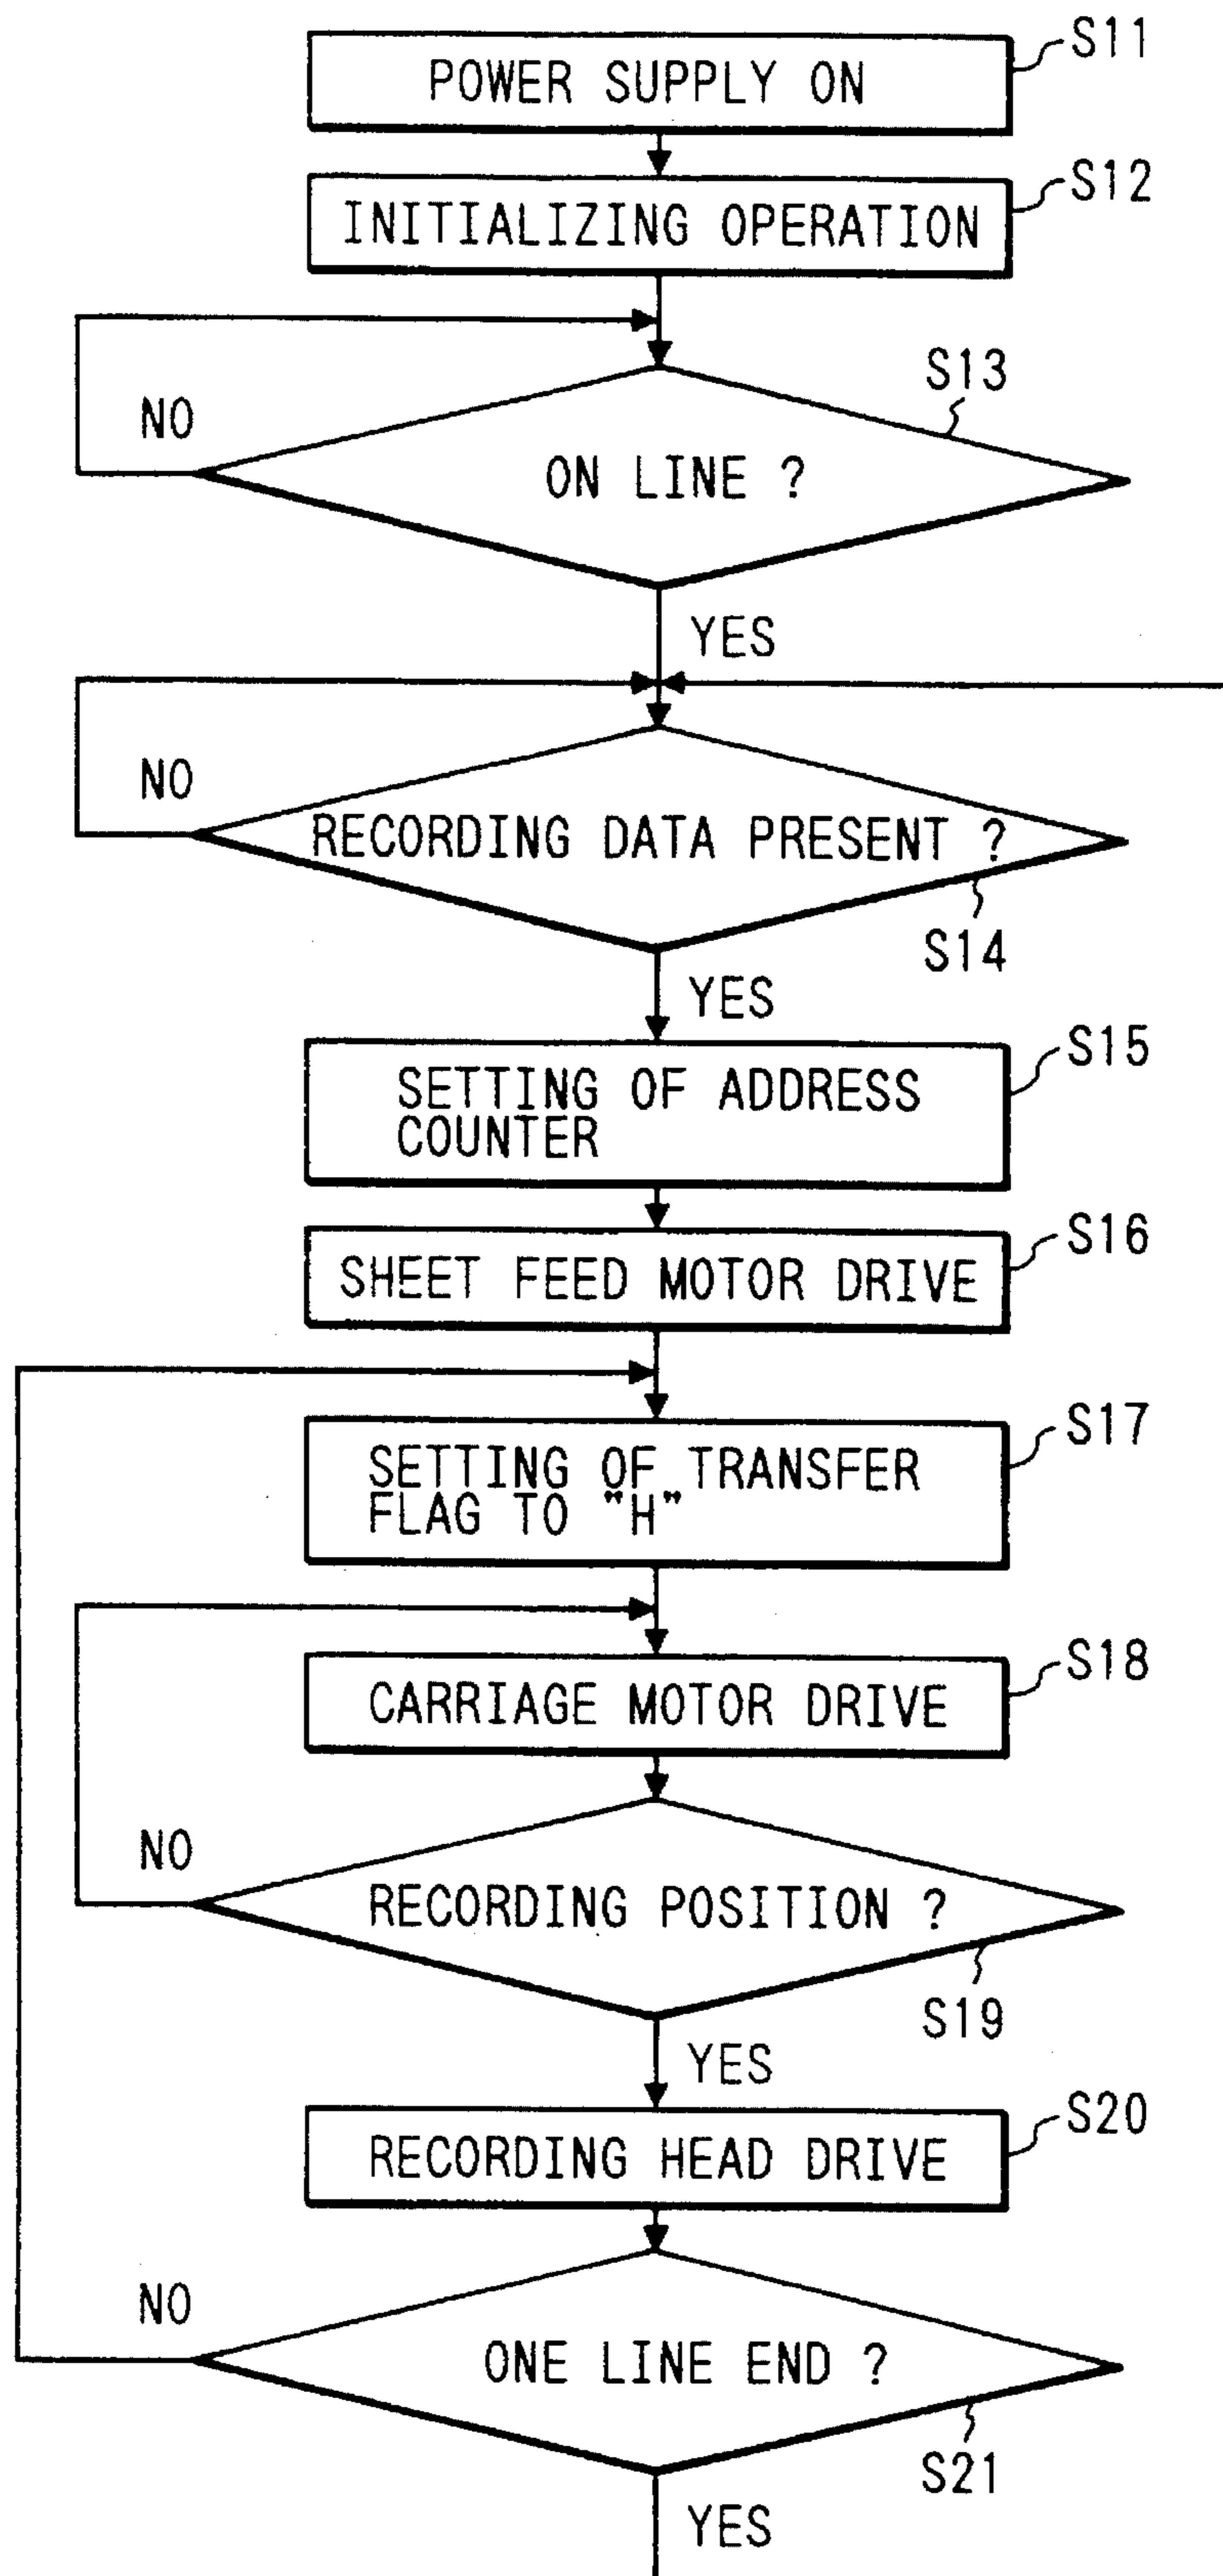 S11
POWER SUPPLY ON
S12
INITIALIZING OPERATION
S13
NO
ON LINE ?
YES
NO
RECORDING DATA PRESENT ?
S14
YES
S15
SETTING OF ADDRESS
COUNTER
S16
SHEET FEED MOTOR DRIVE
S17
SETTING OF TRANSFER
FLAG TO "H"
S18
CARRIAGE MOTOR DRIVE
NO
RECORDING POSITION ?
S19
YES
S20
RECORDING HEAD DRIVE
NO
ONE LINE END ?
S21
YES